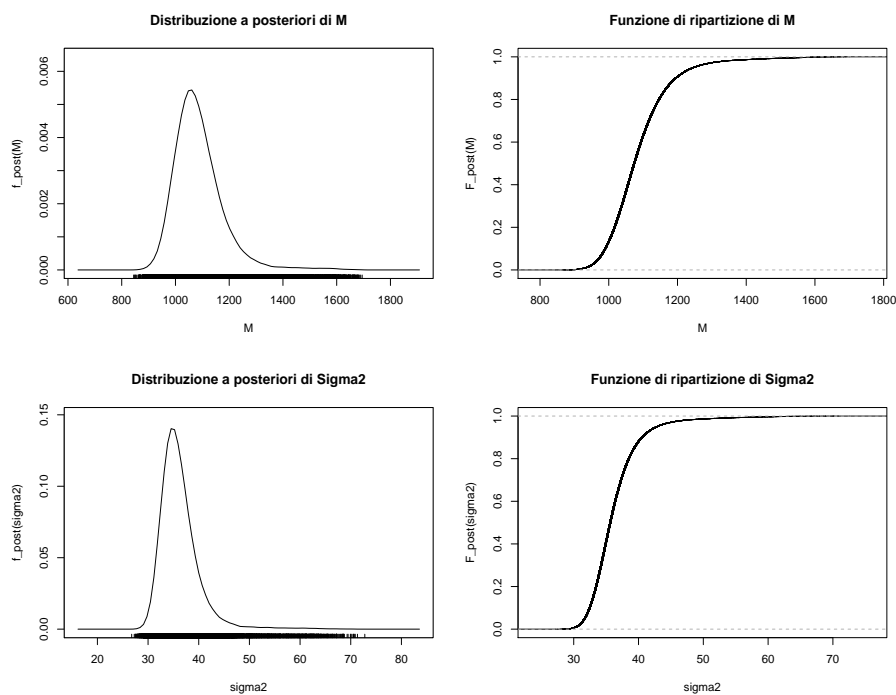 Distribuzione a posteriori di M
f_post(M)
0.006
0.004
0.002
0.000
600 800 1000 1200 1400 1600 1800
M
Funzione di ripartizione di M
F_post(M)
1.0
0.8
0.6
0.4
0.2
0.0
800 1000 1200 1400 1600 1800
M
Distribuzione a posteriori di Sigma2
f_post(sigma2)
0.15
0.10
0.05
0.00
20 30 40 50 60 70 80
sigma2
Funzione di ripartizione di Sigma2
F_post(sigma2)
1.0
0.8
0.6
0.4
0.2
0.0
30 40 50 60 70
sigma2